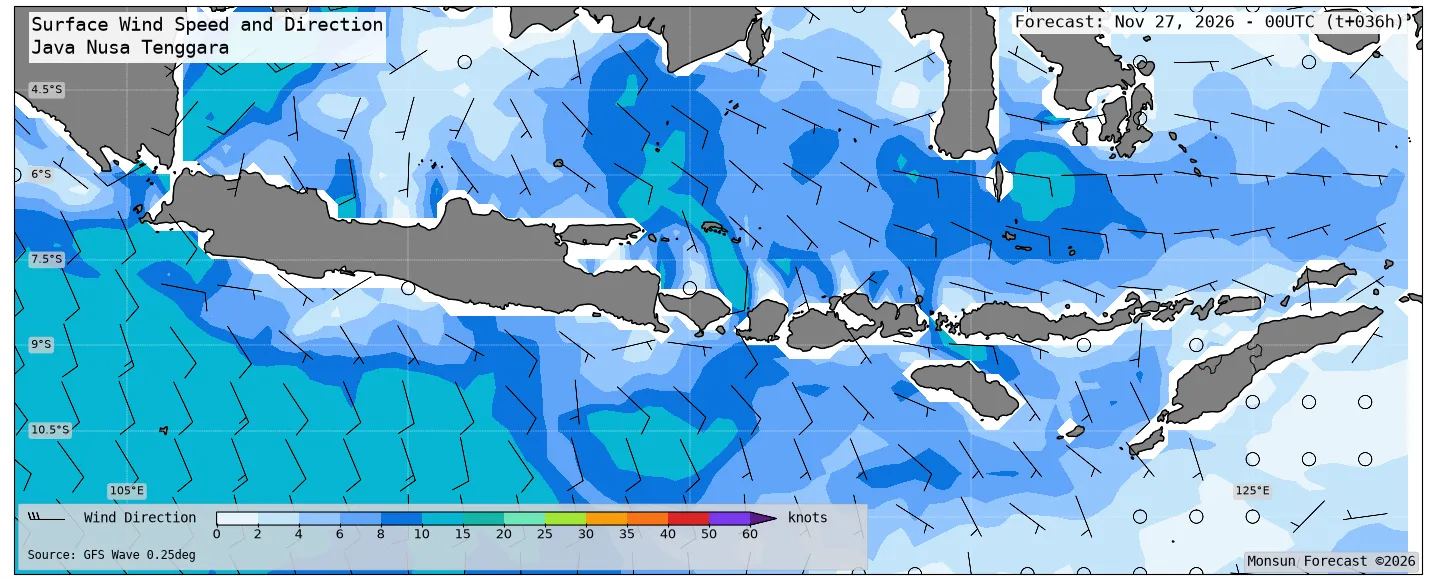 Surface Wind Speed and Direction
Java Nusa Tenggara
Forecast: Nov 27, 2026 - 00UTC (t+036h)
4.5°S
6°S
7.5°S
9°S
10.5°S
105°E
125°E
Wind Direction
0 2 4 6 8 10 15 20 25 30 35 40 50 60
knots
Source: GFS Wave 0.25deg
Monsun Forecast ©2026